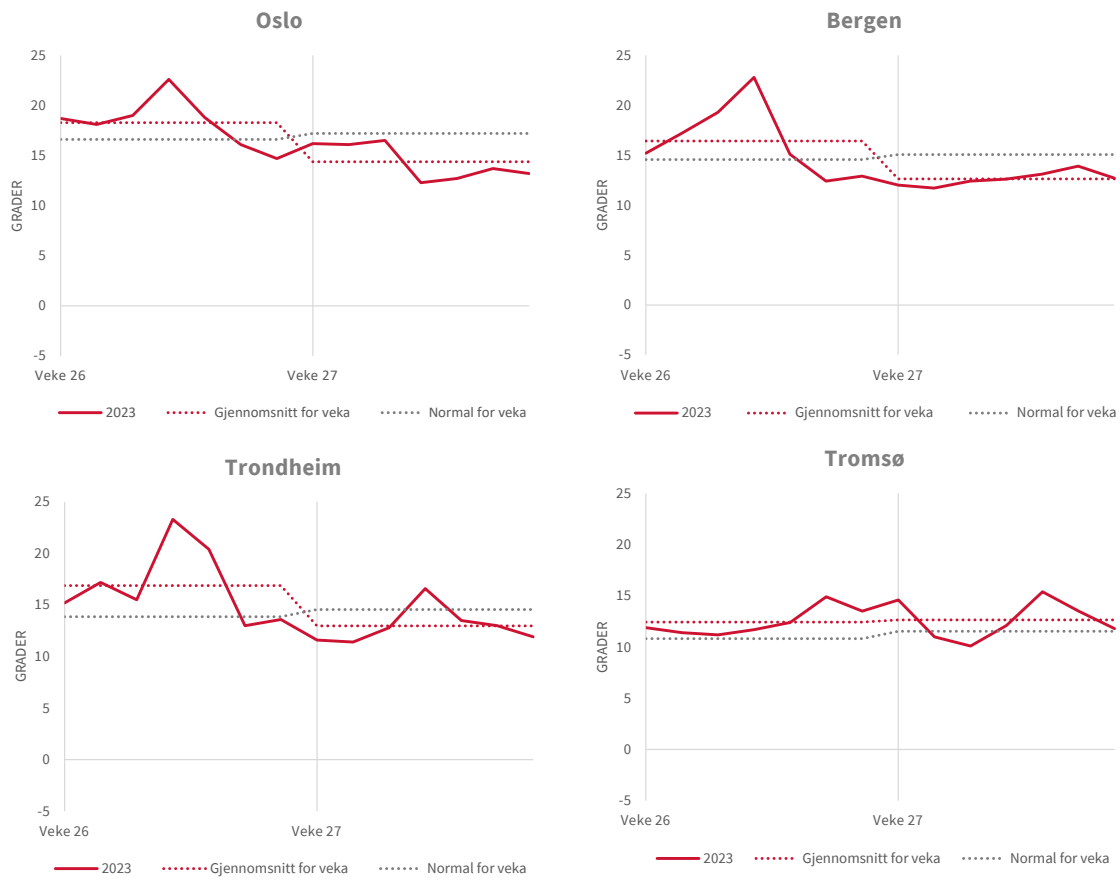 Oslo
25
20
15
10
5
0
-5
GRADER
Veke 26
Veke 27
2023
Gjennomsnitt for veka
Normal for veka
Bergen
25
20
15
10
5
0
-5
GRADER
Veke 26
Veke 27
2023
Gjennomsnitt for veka
Normal for veka
Trondheim
25
20
15
10
5
0
-5
GRADER
Veke 26
Veke 27
2023
Gjennomsnitt for veka
Normal for veka
Tromsø
25
20
15
10
5
0
-5
GRADER
Veke 26
Veke 27
2023
Gjennomsnitt for veka
Normal for veka